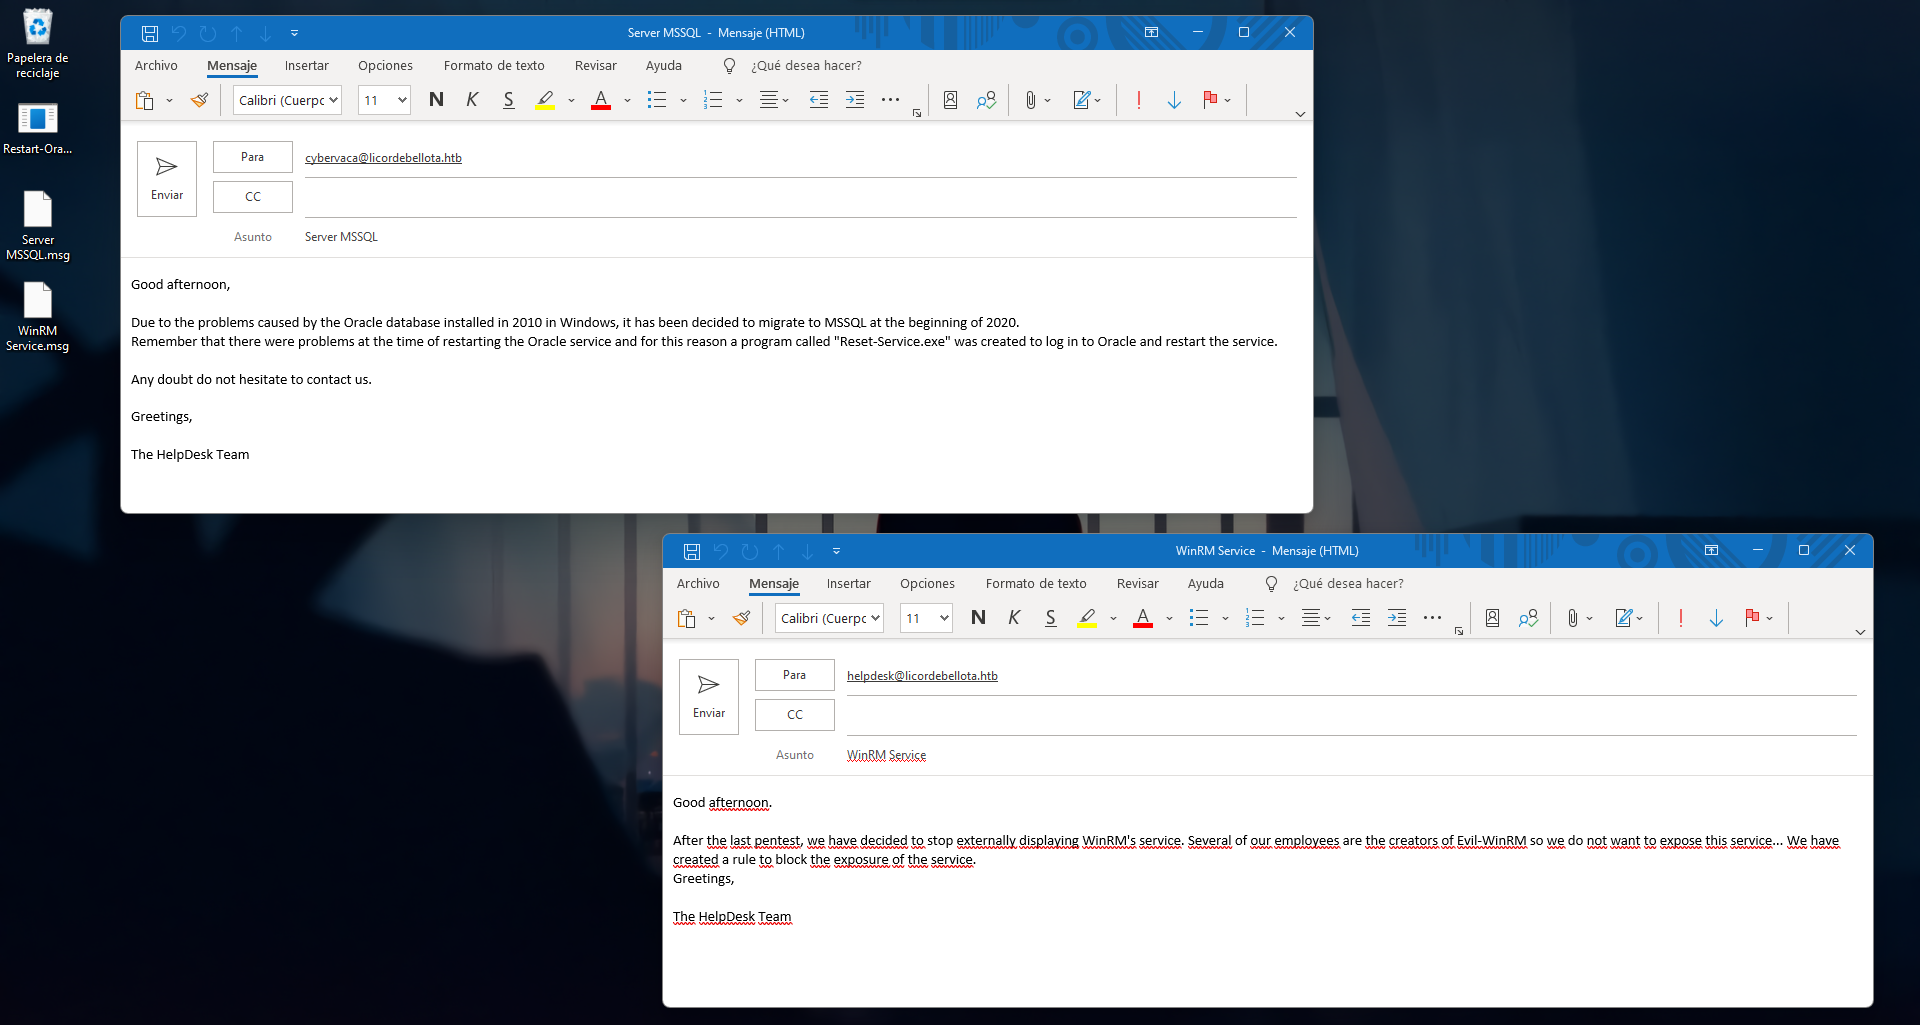 Papelera de
reciclaje
Restart-Ora...
Server
MSSQL.msg
WinRM
Service.msg
Server MSSQL - Mensaje (HTML)
Archivo Mensaje Insertar Opciones Formato de texto Revisar Ayuda ¿Qué desea hacer?
Calibri (Cuerpc 11 N K S A
Enviar
Para cybervaca@licordebellota.htb
CC
Asunto Server MSSQL
Good afternoon,
Due to the problems caused by the Oracle database installed in 2010 in Windows, it has been decided to migrate to MSSQL at the beginning of 2020.
Remember that there were problems at the time of restarting the Oracle service and for this reason a program called "Reset-Service.exe" was created to log in to Oracle and restart the service.
Any doubt do not hesitate to contact us.
Greetings,
The HelpDesk Team
WinRM Service - Mensaje (HTML)
Archivo Mensaje Insertar Opciones Formato de texto Revisar Ayuda ¿Qué desea hacer?
Calibri (Cuerpc 11 N K S A
Enviar
Para helpdesk@licordebellota.htb
CC
Asunto WinRM Service
Good afternoon.
After the last pentest, we have decided to stop externally displaying WinRM's service. Several of our employees are the creators of Evil-WinRM so we do not want to expose this service... We have
created a rule to block the exposure of the service.
Greetings,
The HelpDesk Team